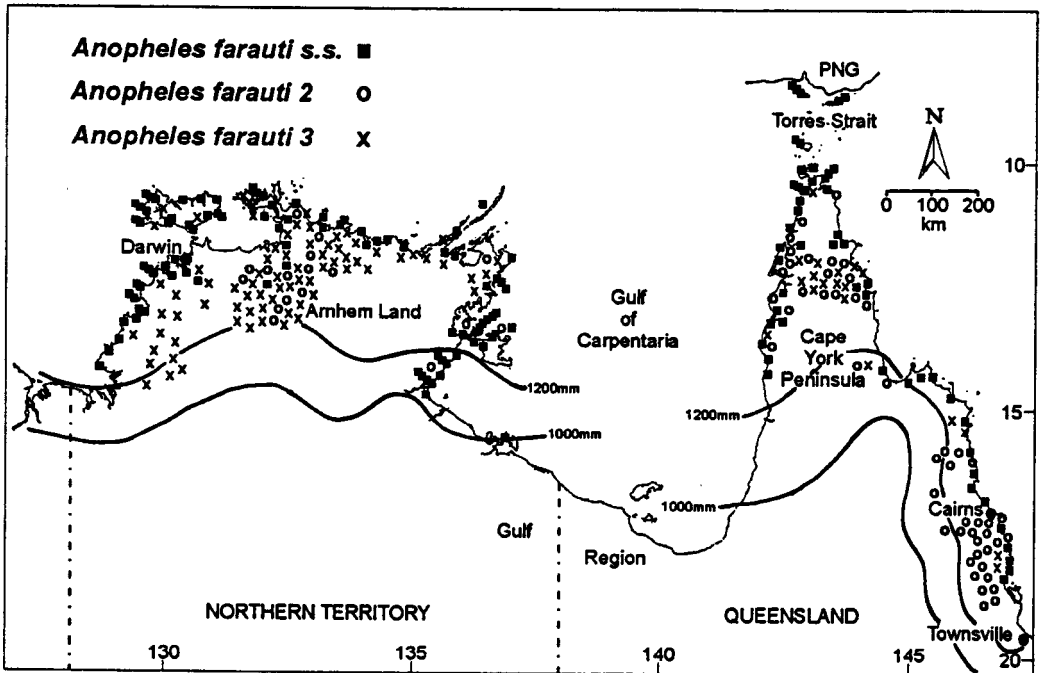 Anopheles farauti s.s. ■
Anopheles farauti 2 o
Anopheles farauti 3 x
PNG
Torres Strait
N
0 100 200
km
10
Darwin
Arnhem Land
Gulf
of
Carpentaria
Cape
York
Peninsula
1200mm
1200mm
15
1000mm
1000mm
Cairns
Gulf
Region
NORTHERN TERRITORY
QUEENSLAND
Townsville
130
135
140
145
20